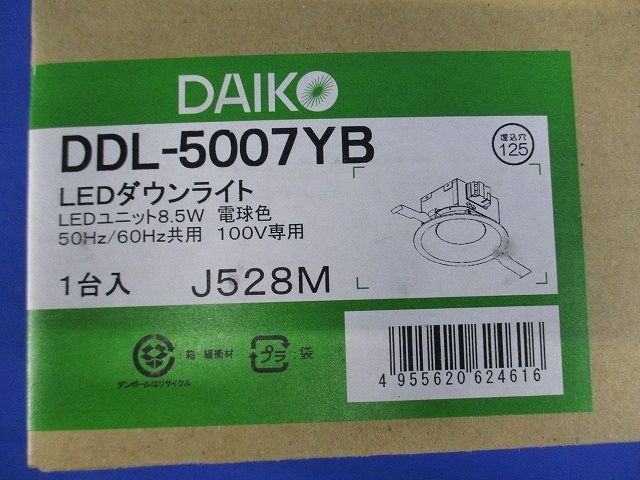 DAIKO
DDL-5007YB
埋込穴
125
LEDダウンライト
LEDユニット8.5W 電球色
50Hz/60Hz共用 100V専用
1台入 J528M
箱 緩衝材
プラ 袋
ダンボールはリサイクル
4 955620 624616